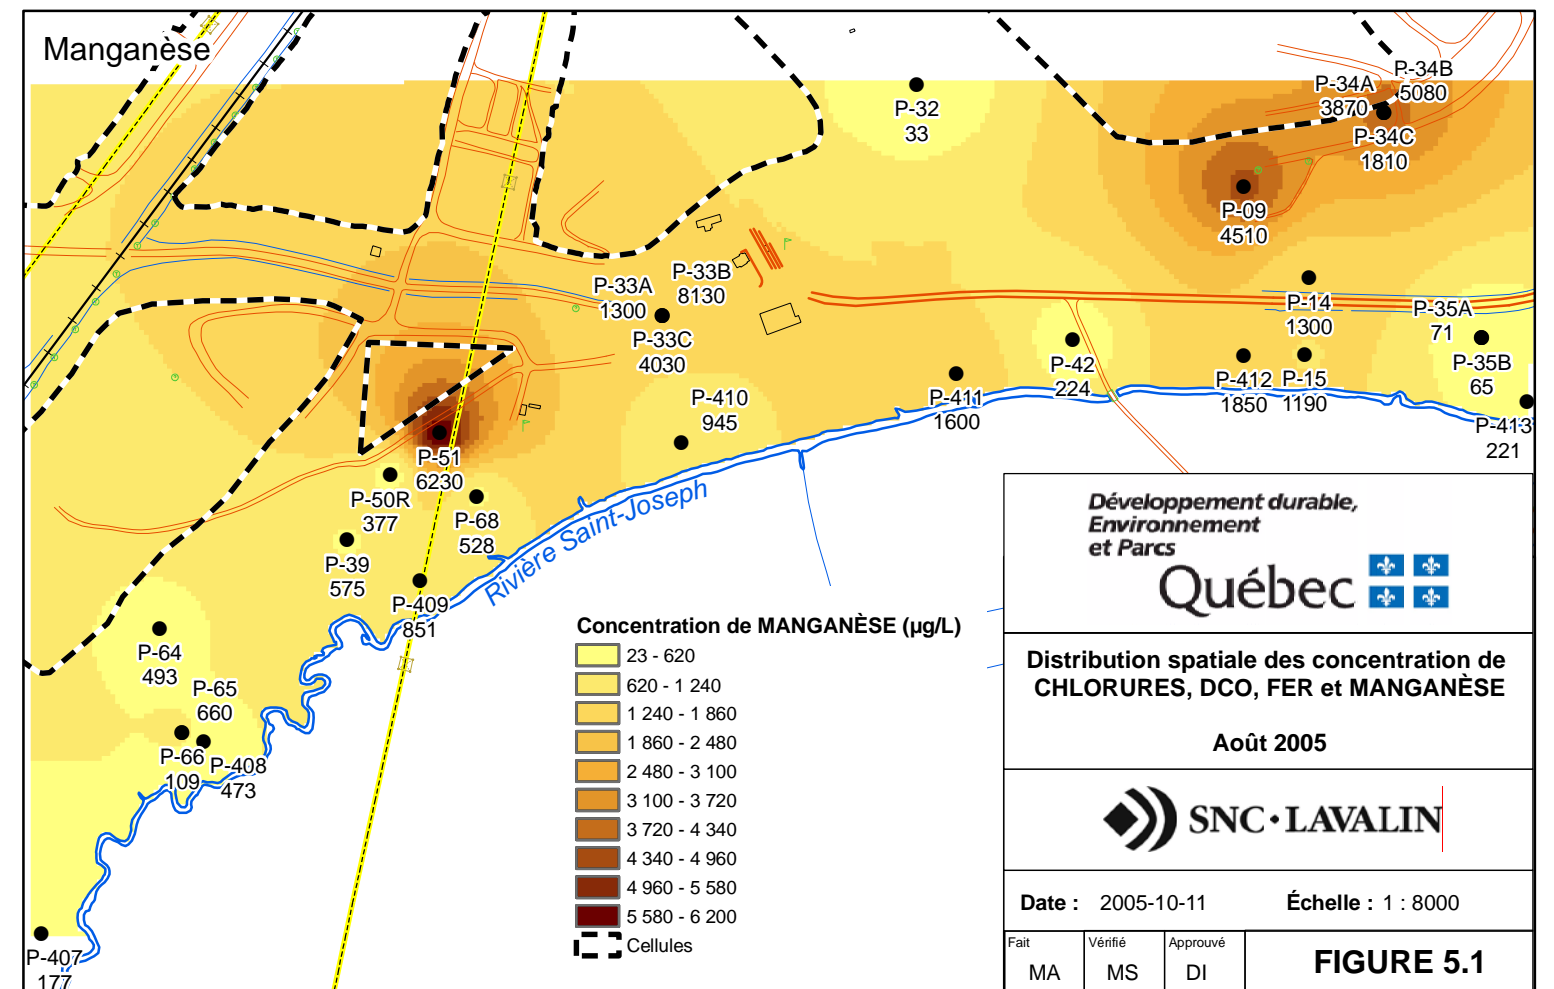 Manganèse
P-32
33
P-34A
3870
P-34B
5080
P-34C
1810
P-09
4510
P-14
1300
P-33A
1300
P-33B
8130
P-33C
4030
P-35A
71
P-35B
65
P-42
224
P-412
1850
P-15
1190
P-411
1600
P-413
221
P-410
945
P-51
6230
P-50R
377
P-68
528
P-39
575
P-409
851
Rivière Saint-Joseph
P-64
493
P-65
660
P-66
109
P-408
473
P-407
177
Concentration de MANGANÈSE (µg/L)
23 - 620
620 - 1 240
1 240 - 1 860
1 860 - 2 480
2 480 - 3 100
3 100 - 3 720
3 720 - 4 340
4 340 - 4 960
4 960 - 5 580
5 580 - 6 200
Cellules
Développement durable,
Environnement
et Parcs
Québec
Distribution spatiale des concentration de
CHLORURES, DCO, FER et MANGANÈSE
Août 2005
SNC•LAVALIN
Date : 2005-10-11 Échelle : 1 : 8000
Fait Vérifié Approuvé
MA MS DI
FIGURE 5.1